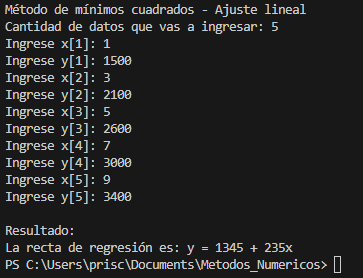 Método de mínimos cuadrados - Ajuste lineal
Cantidad de datos que vas a ingresar: 5
Ingrese x[1]: 1
Ingrese y[1]: 1500
Ingrese x[2]: 3
Ingrese y[2]: 2100
Ingrese x[3]: 5
Ingrese y[3]: 2600
Ingrese x[4]: 7
Ingrese y[4]: 3000
Ingrese x[5]: 9
Ingrese y[5]: 3400
Resultado:
La recta de regresión es: y = 1345 + 235x
PS C:\Users\prisc\Documents\Metodos_Numericos>